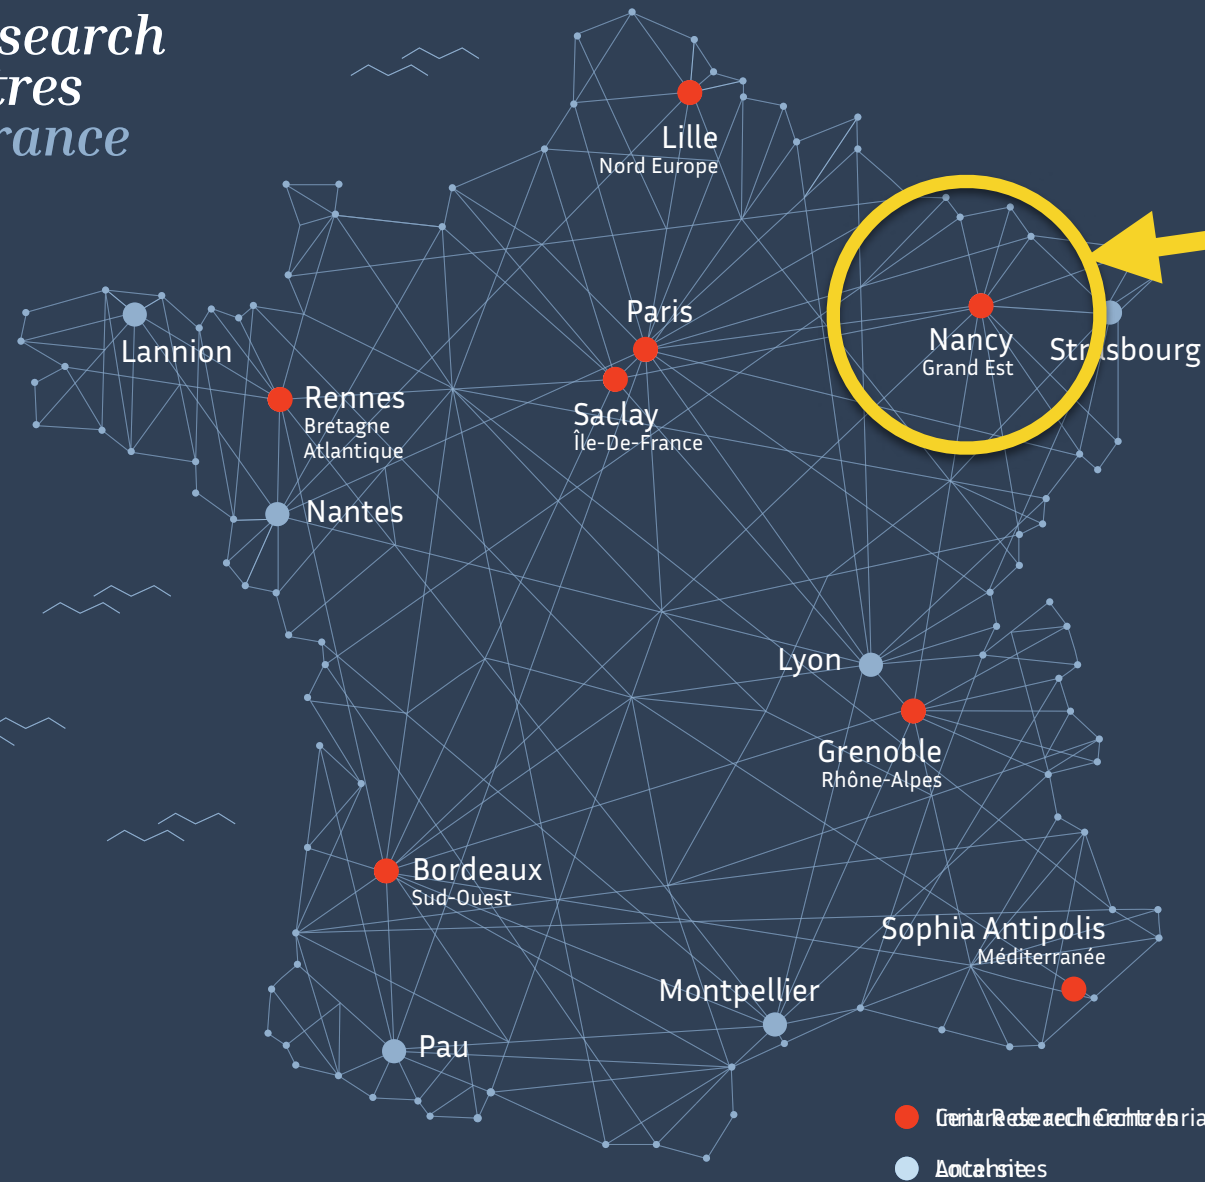 search
tres
rance
Lille
Nord Europe
Paris
Nancy
Grand Est
Strasbourg
Lannion
Saclay
Île-De-France
Rennes
Bretagne
Atlantique
Nantes
Lyon
Grenoble
Rhône-Alpes
Bordeaux
Sud-Ouest
Sophia Antipolis
Méditerranée
Montpellier
Pau